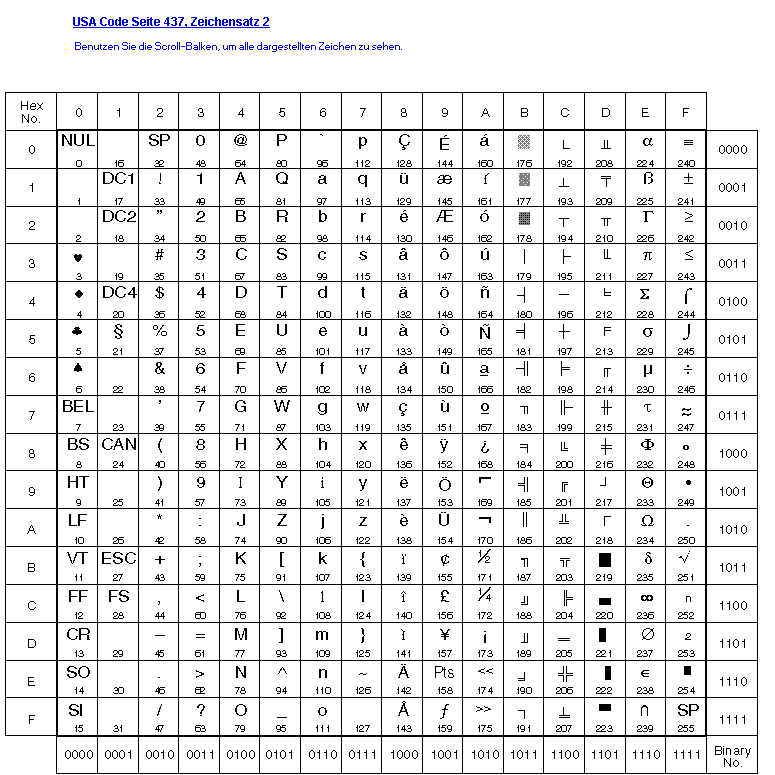 USA Code Seite 437, Zeichensatz 2
Benutzen Sie die Scroll-Balken, um alle dargestellten Zeichen zu sehen.
Hex No. 0 1 2 3 4 5 6 7 8 9 A B C D E F
0 NUL SP 0 @ P ` p Ç É á ░ └ ╨ α ≡ 0000
0 16 32 48 64 80 96 112 128 144 160 176 192 208 224 240
1 DC1 ! 1 A Q a q ü æ í ▒ ┴ ╤ ß ± 0001
1 17 33 49 65 81 97 113 129 145 161 177 193 209 225 241
2 DC2 " 2 B R b r é Æ ó ▓ ┬ ╥ Γ ≥ 0010
2 18 34 50 66 82 98 114 130 146 162 178 194 210 226 242
3 ♥ # 3 C S c s â ô ú │ ├ ╙ π ≤ 0011
3 19 35 51 67 83 99 115 131 147 163 179 195 211 227 243
4 ♦ DC4 $ 4 D T d t ä ö ñ ┤ ─ ╘ Σ ⌠ 0100
4 20 36 52 68 84 100 116 132 148 164 180 196 212 228 244
5 ♣ § % 5 E U e u à ò Ñ ╡ ┼ ╒ σ ⌡ 0101
5 21 37 53 69 85 101 117 133 149 165 181 197 213 229 245
6 ♠ & 6 F V f v å û ª ╢ ╞ ╓ µ ÷ 0110
6 22 38 54 70 86 102 118 134 150 166 182 198 214 230 246
7 BEL ' 7 G W g w ç ù º ╖ ╟ ╫ τ ≈ 0111
7 23 39 55 71 87 103 119 135 151 167 183 199 215 231 247
8 BS CAN ( 8 H X h x ê ÿ ¿ ╕ ╚ ╪ Φ ° 1000
8 24 40 56 72 88 104 120 136 152 168 184 200 216 232 248
9 HT ) 9 I Y i y ë Ö ⌐ ╣ ╔ ┘ Θ • 1001
9 25 41 57 73 89 105 121 137 153 169 185 201 217 233 249
A LF * : J Z j z è Ü ¬ ║ ╩ ┌ Ω · 1010
10 26 42 58 74 90 106 122 138 154 170 186 202 218 234 250
B VT ESC + ; K [ k { ï ¢ ½ ╗ ╦ █ δ √ 1011
11 27 43 59 75 91 107 123 139 155 171 187 203 219 235 251
C FF FS , < L \ l | î £ ¼ ╝ ╠ ▄ ∞ ⁿ 1100
12 28 44 60 76 92 108 124 140 156 172 188 204 220 236 252
D CR – = M ] m } ì ¥ ¡ ╜ ═ ▌ ∅ ² 1101
13 29 45 61 77 93 109 125 141 157 173 189 205 221 237 253
E SO . > N ^ n ~ Ä Pts << ╛ ╬ ▐ ∈ ■ 1110
14 30 46 62 78 94 110 126 142 158 174 190 206 222 238 254
F SI / ? O _ o Å ƒ >> ┐ ╧ ▀ ∩ SP 1111
15 31 47 63 79 95 111 127 143 159 175 191 207 223 239 255
0000 0001 0010 0011 0100 0101 0110 0111 1000 1001 1010 1011 1100 1101 1110 1111 Binary No.